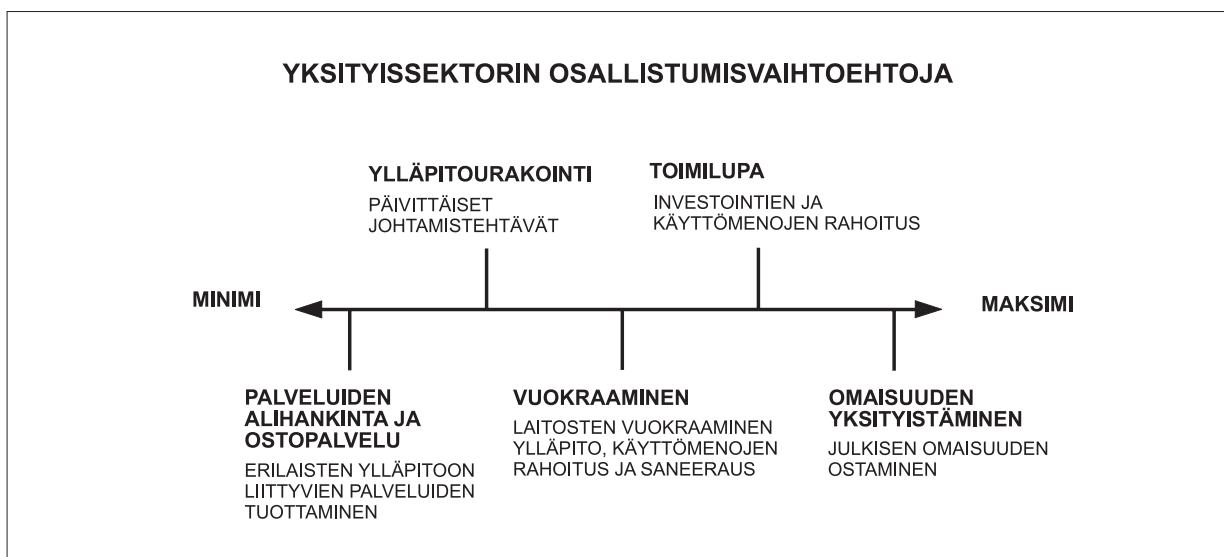 YKSITYISSEKTORIN OSALLISTUMISVAIHTOEHTOJA
YLLÄPITOURAKOINTI
PÄIVITTÄISET
JOHTAMISTEHTÄVÄT
TOIMILUPA
INVESTOINTIEN JA
KÄYTTÖMENOJEN RAHOITUS
MINIMI
MAKSIMI
PALVELUIDEN
ALIHANKINTA JA
OSTOPALVELU
ERILAISTEN YLLÄPITOON
LIITTYVIEN PALVELUIDEN
TUOTTAMINEN
VUOKRAAMINEN
LAITOSTEN VUOKRAAMINEN
YLLÄPITO, KÄYTTÖMENOJEN
RAHOITUS JA SANEERAUS
OMAISUUDEN
YKSITYISTÄMINEN
JULKISEN OMAISUUDEN
OSTAMINEN